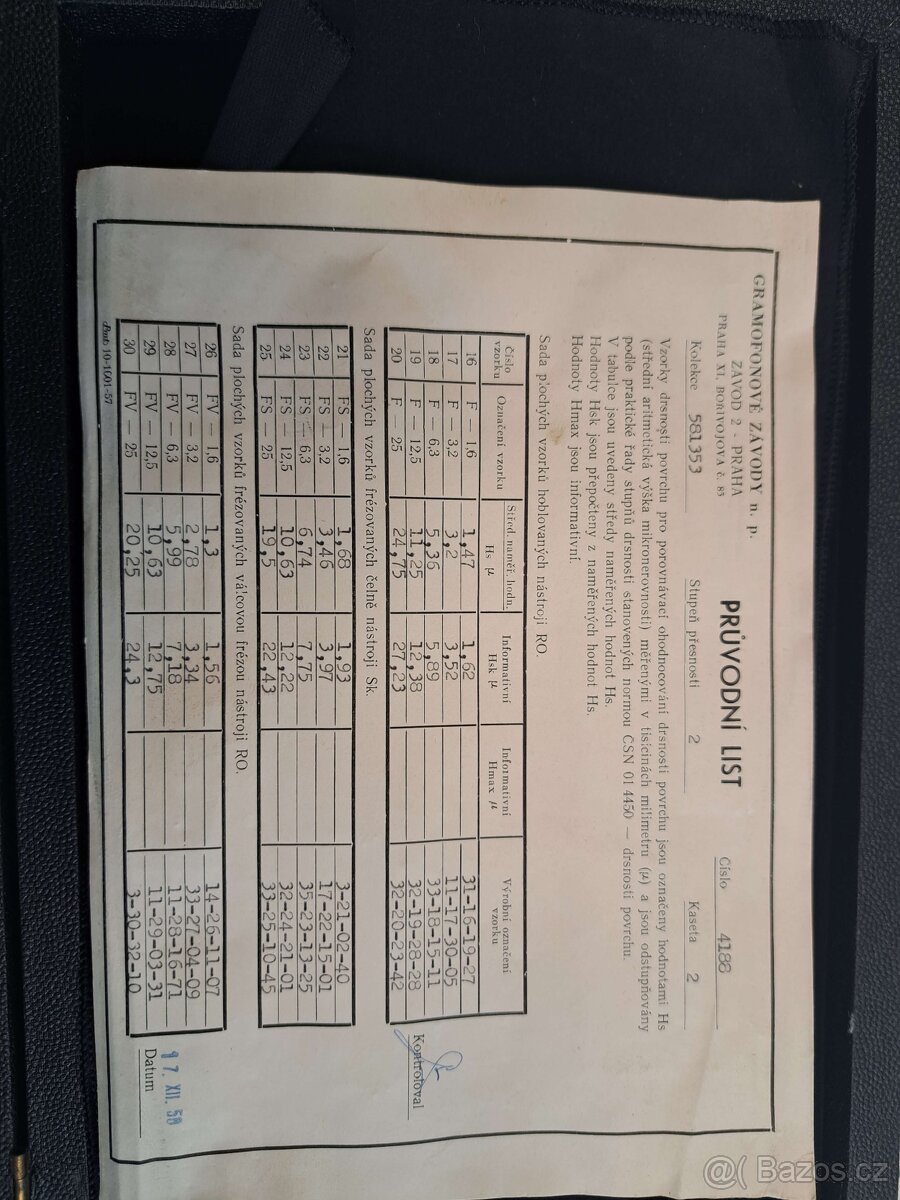 GRAMOFONOVÉ ZÁVODY n. p.
ZÁVOD 2 - PRAHA
PRAHA XI, BOŘIVOJOVA č. 85
PRŮVODNÍ LIST
Číslo 4188
Kolekce 581353 Stupeň přesnosti 2 Kaseta 2
Vzorky drsnosti povrchu pro porovnávací ohodnocování drsnosti povrchu jsou označeny hodnotami Hs
(střední aritmetická výška mikronerovností) měřenými v tisícinách milimetru (μ) a jsou odstupňovány
podle praktické řady stupňů drsnosti stanovených normou ČSN 01 4450 — drsnosti povrchu.
V tabulce jsou uvedeny středy naměřených hodnot Hs.
Hodnoty Hsk jsou přepočteny z naměřených hodnot Hs.
Hodnoty Hmax jsou informativní.
Sada plochých vzorků hoblovaných nástroji RO.
Číslo vzorku Označení vzorku Střed. naměř. hodn. Hs μ Informativní Hsk μ Informativní Hmax μ Výrobní označení vzorku
16 F — 1,6 1,47 1,62 31-16-19-27
17 F — 3,2 3,2 3,52 11-17-30-05
18 F — 6,3 5,36 5,89 33-18-15-11
19 F — 12,5 11,25 12,38 32-19-28-28
20 F — 25 24,75 27,23 32-20-23-42
Sada plochých vzorků frézovaných čelně nástroji Sk.
21 FS — 1,6 1,68 1,93 3-21-02-40
22 FS — 3,2 3,46 3,97 17-22-15-01
23 FS — 6,3 6,74 7,75 35-23-13-25
24 FS — 12,5 10,63 12,22 32-24-21-01
25 FS — 25 19,5 22,43 33-25-10-45
Sada plochých vzorků frézovaných válcovou frézou nástroji RO.
26 FV — 1,6 1,3 1,56 14-26-11-07
27 FV — 3,2 2,78 3,34 33-27-04-09
28 FV — 6,3 5,99 7,18 11-28-16-71
29 FV — 12,5 10,63 12,75 11-29-03-31
30 FV — 25 20,25 24,3 3-30-32-10
Kontroloval
17. XII. 58
Datum
10-1001-57
@( Bazos.cz